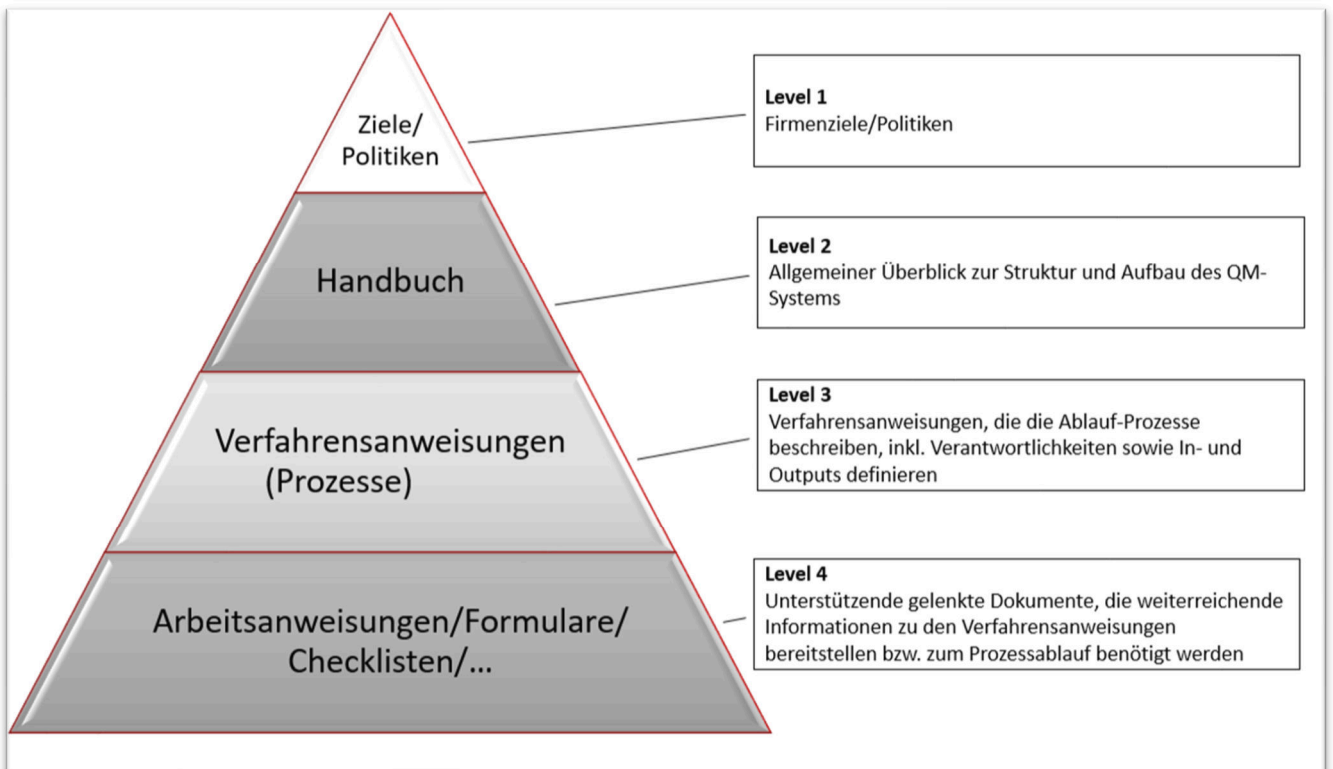 Ziele/
Politiken
Level 1
Firmenziele/Politiken
Handbuch
Level 2
Allgemeiner Überblick zur Struktur und Aufbau des QM-
Systems
Verfahrensanweisungen
(Prozesse)
Level 3
Verfahrensanweisungen, die die Ablauf-Prozesse
beschreiben, inkl. Verantwortlichkeiten sowie In- und
Outputs definieren
Arbeitsanweisungen/Formulare/
Checklisten/...
Level 4
Unterstützende gelenkte Dokumente, die weiterreichende
Informationen zu den Verfahrensanweisungen
bereitstellen bzw. zum Prozessablauf benötigt werden